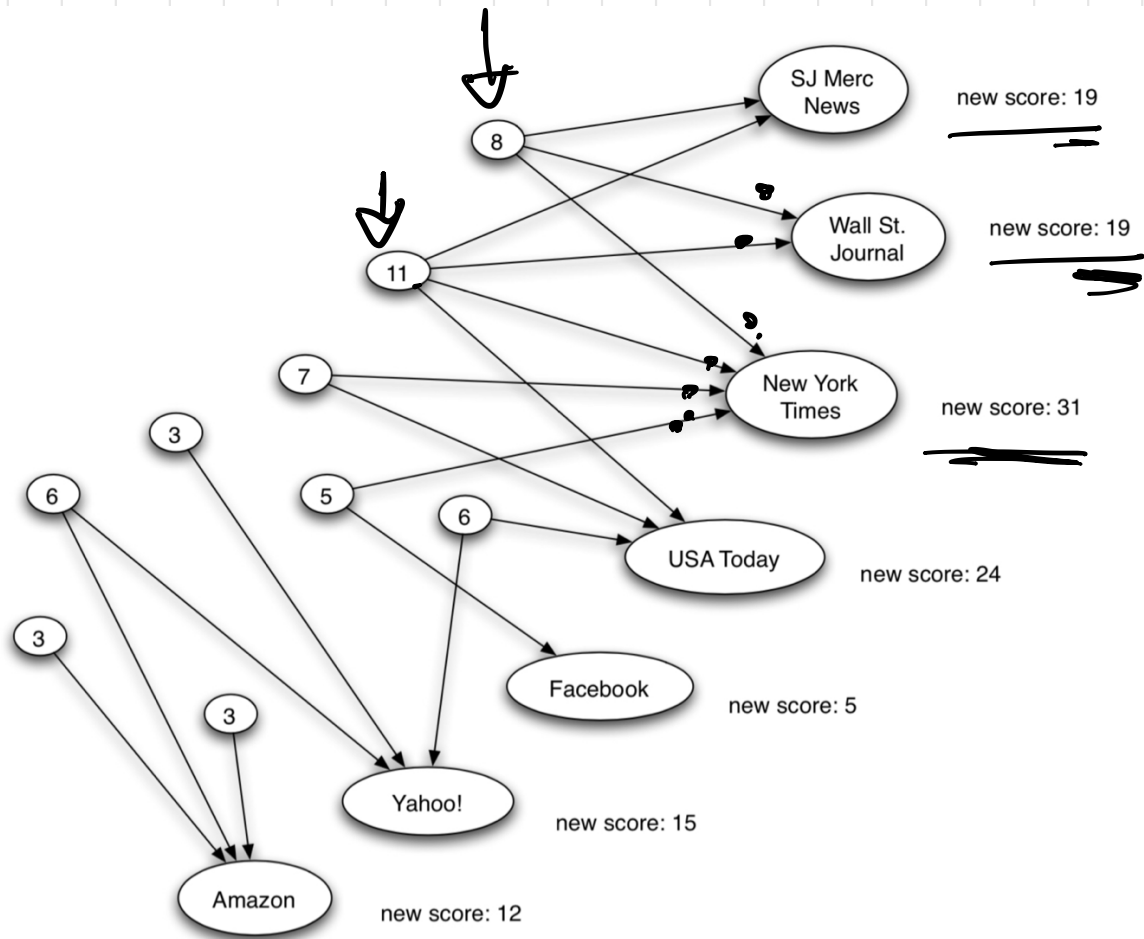 SJ Merc
News
new score: 19
8
Wall St.
Journal
new score: 19
11
7
New York
Times
new score: 31
3
6
5
6
USA Today
new score: 24
3
Facebook
new score: 5
3
Yahoo!
new score: 15
Amazon
new score: 12